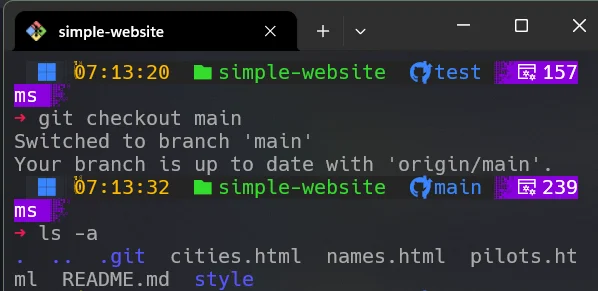 simple-website
07:13:20 simple-website test 157
ms
git checkout main
Switched to branch 'main'
Your branch is up to date with 'origin/main'.
07:13:32 simple-website main 239
ms
ls -a
. .. .git cities.html names.html pilots.ht
ml README.md style